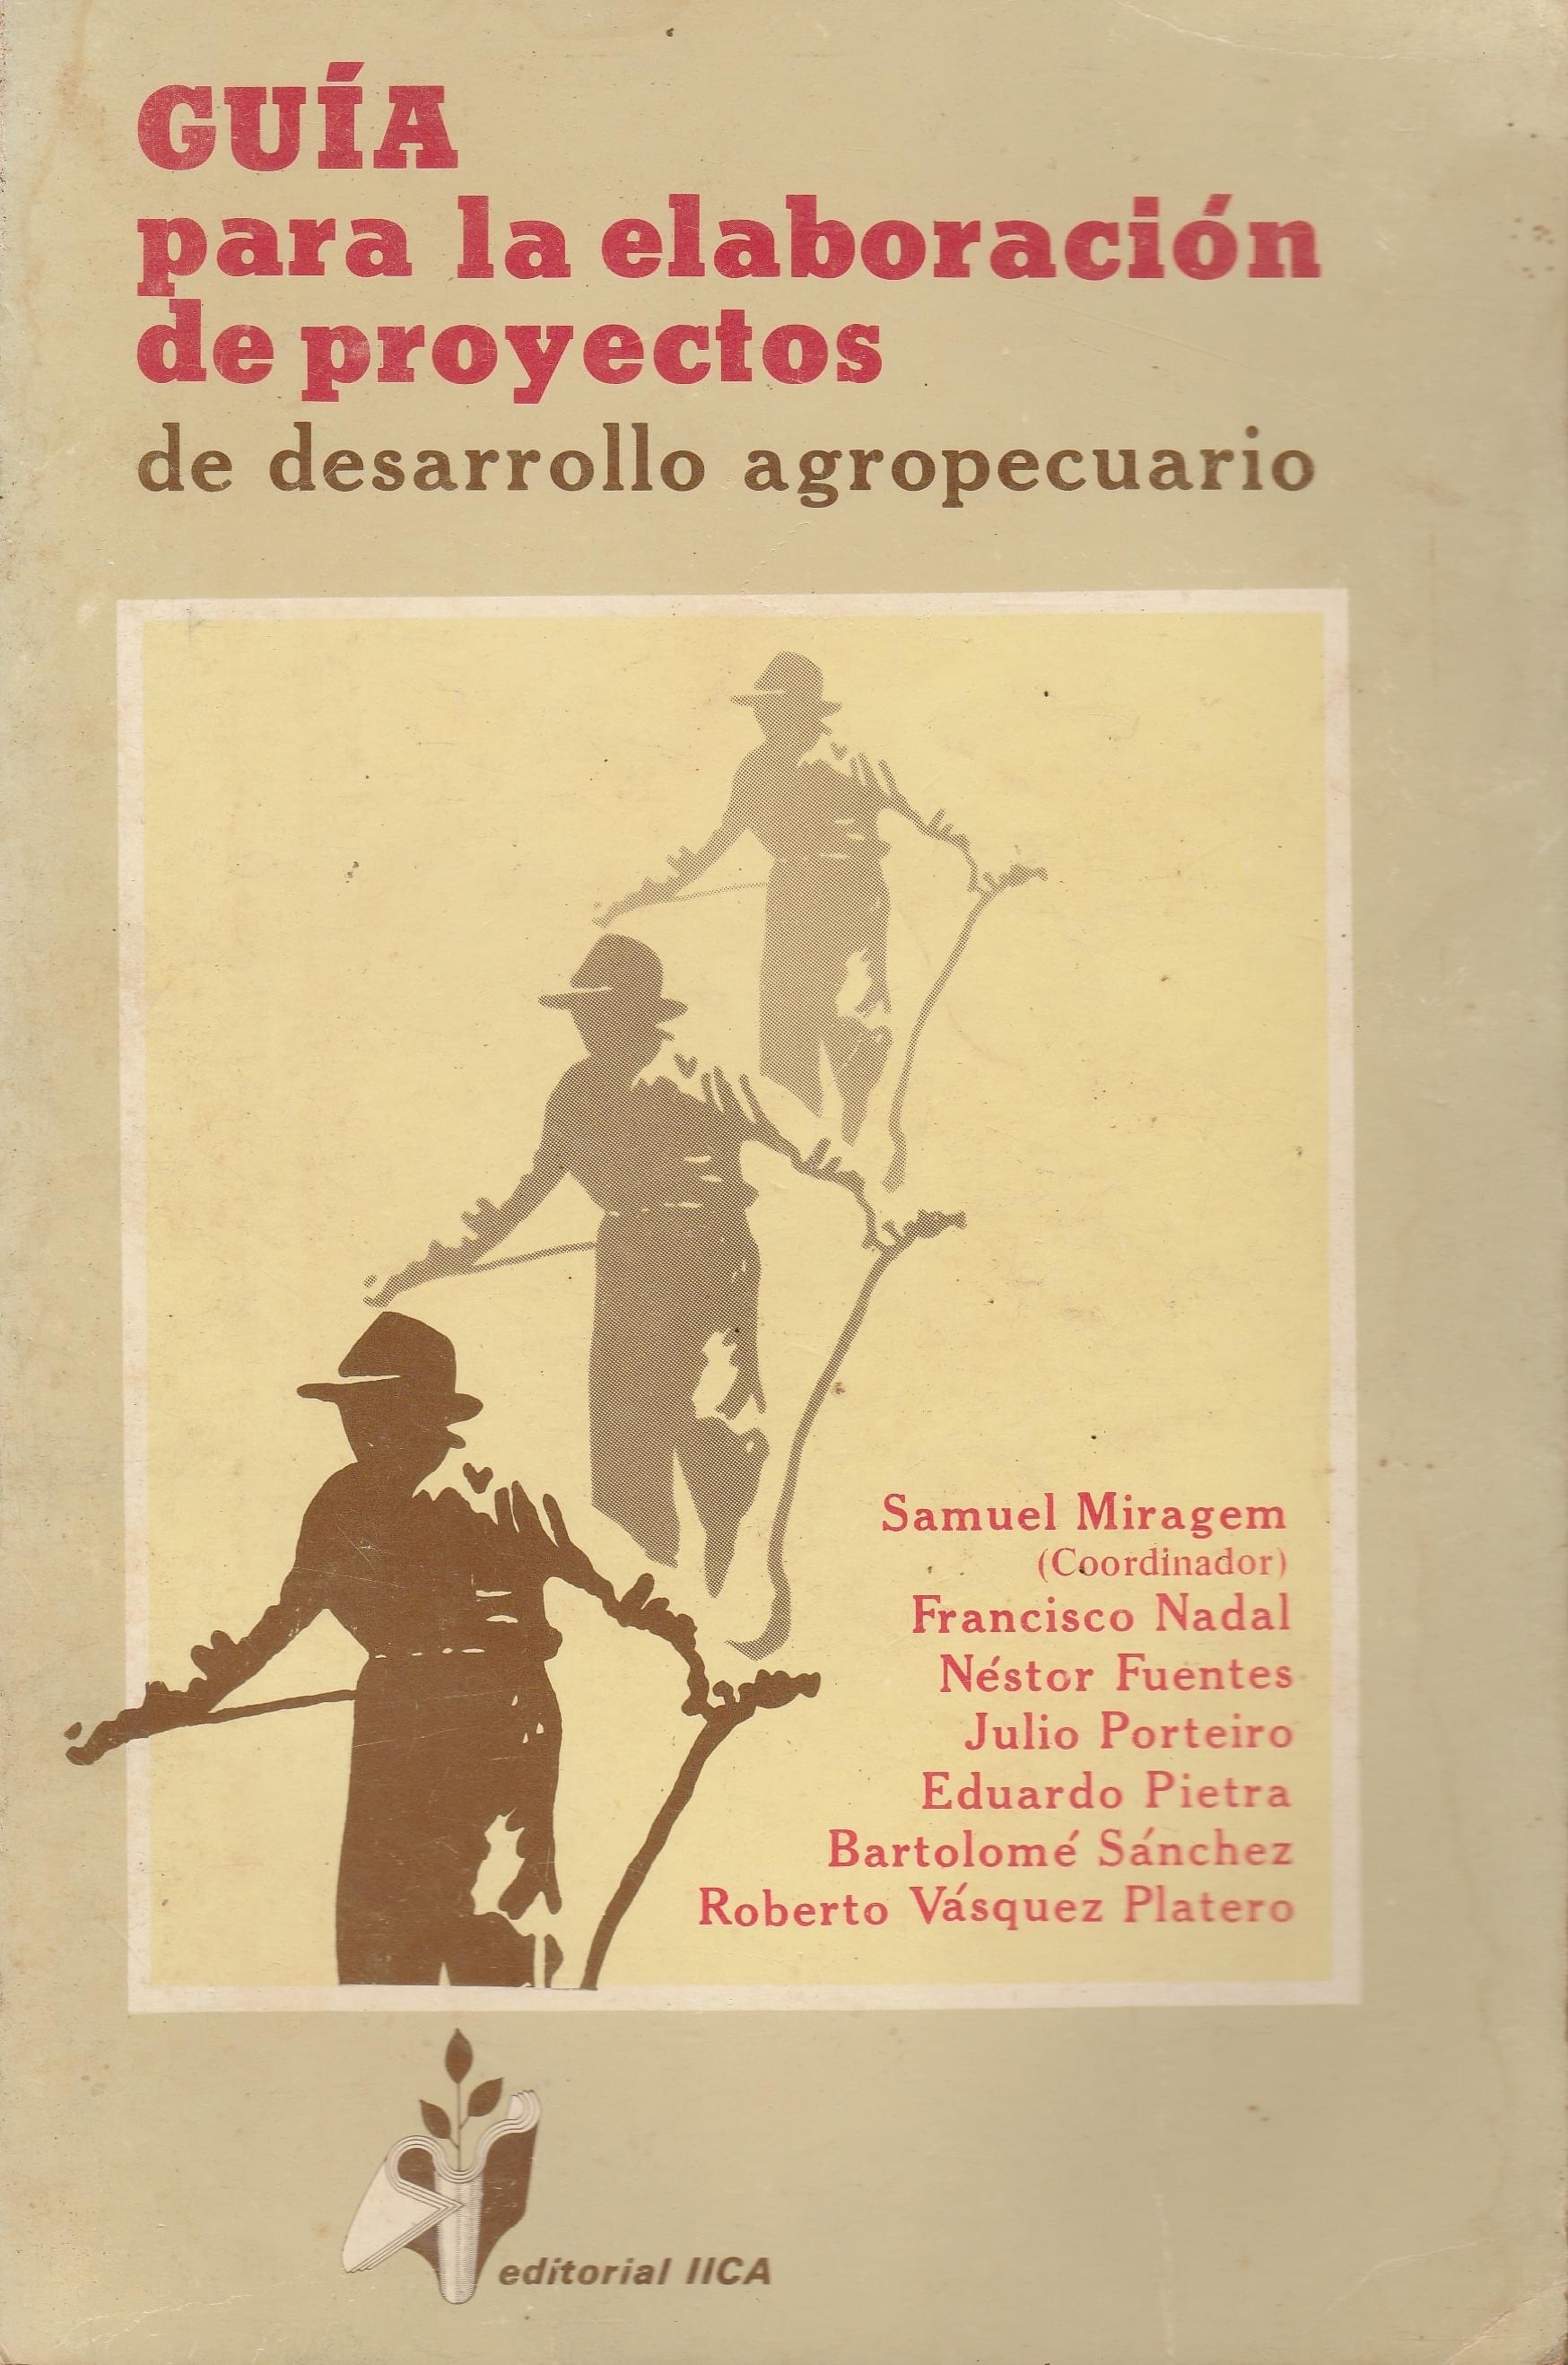 GUÍA
para la elaboración
de proyectos
de desarrollo agropecuario
Samuel Miragem
(Coordinador)
Francisco Nadal
Néstor Fuentes
Julio Porteiro
Eduardo Pietra
Bartolomé Sánchez
Roberto Vásquez Platero
editorial IICA